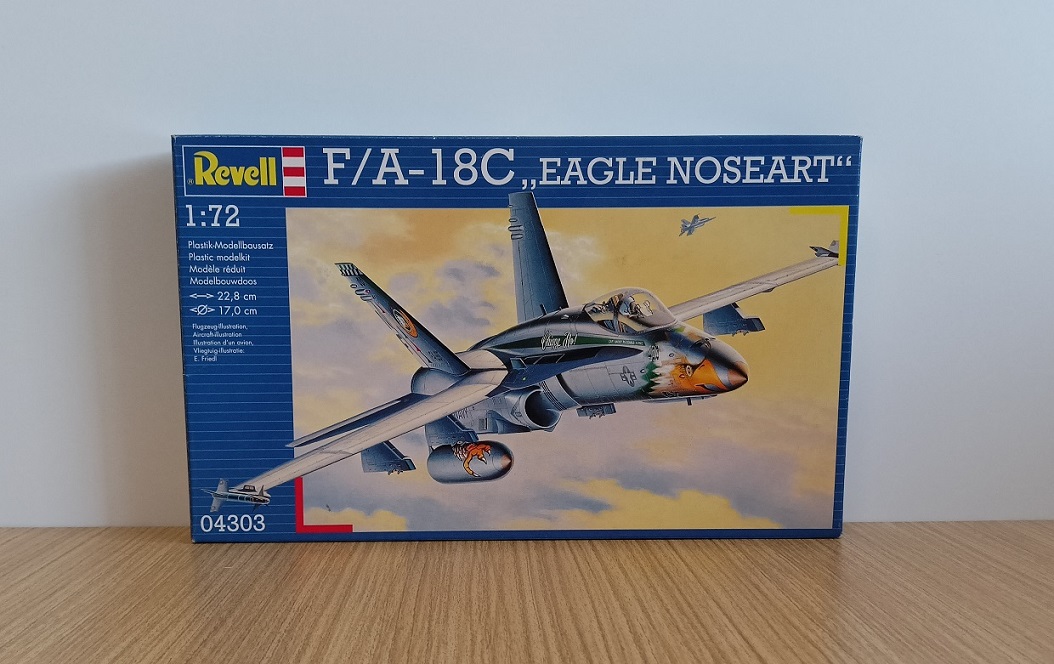 ® Revell
F/A-18C „EAGLE NOSEART“
1:72
Plastik-Modellbausatz
Plastic modelkit
Modèle réduit
Modelbouwdoos
<—> 22,8 cm
<Ø> 17,0 cm
Flugzeug-Illustration,
Aircraft-illustration
Illustration d'un avion,
Vliegtuig-illustratie:
E. Friedl
NAVY
04303